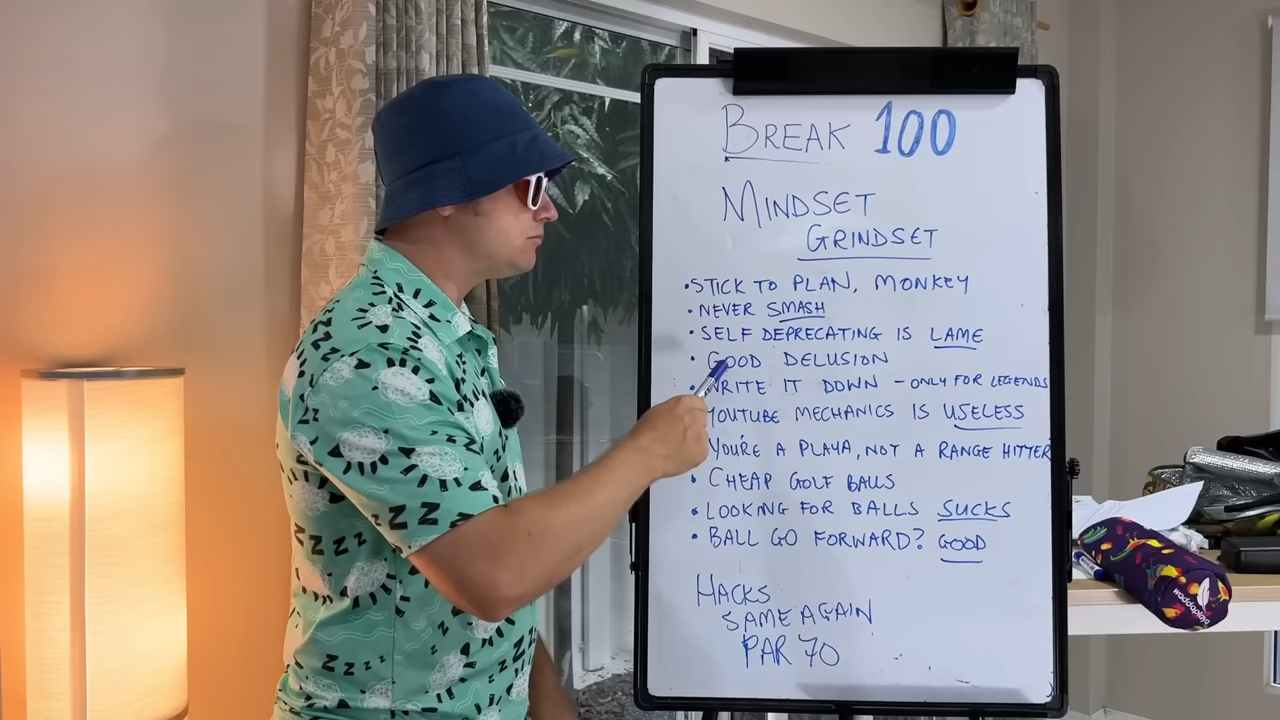 BREAK 100
MINDSET
GRINDSET
• STICK TO PLAN, MONKEY
• NEVER SMASH
• SELF DEPRECATING IS LAME
• GOOD DELUSION
• WRITE IT DOWN - ONLY FOR LEGENDS
YOUTUBE MECHANICS IS USELESS
YOU'RE A PLAYA, NOT A RANGE HITTER
• CHEAP GOLF BALLS
• LOOKING FOR BALLS SUCKS
• BALL GO FORWARD? GOOD
HACKS
SAME AGAIN
PAR 70
waddaplaya
Z Z Z
Z Z Z
Z Z Z Z